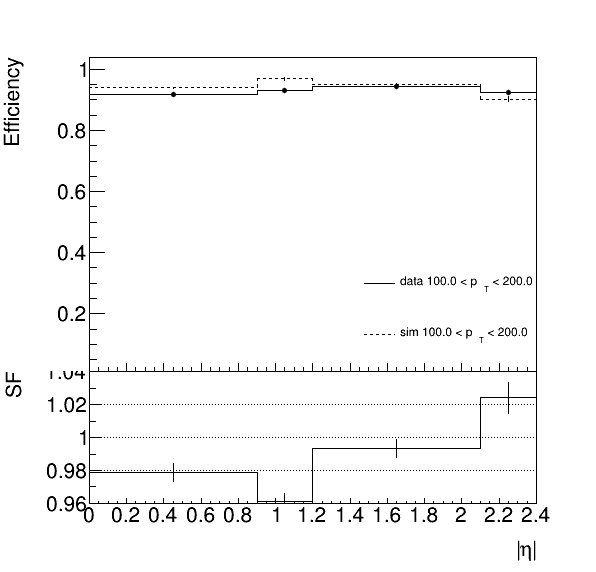 Efficiency
1
0.8
0.6
0.4
0.2
data 100.0 < p T < 200.0
sim 100.0 < p T < 200.0
SF
1.04
1.02
1
0.98
0.96
0 0.2 0.4 0.6 0.8 1 1.2 1.4 1.6 1.8 2 2.2 2.4
|η|